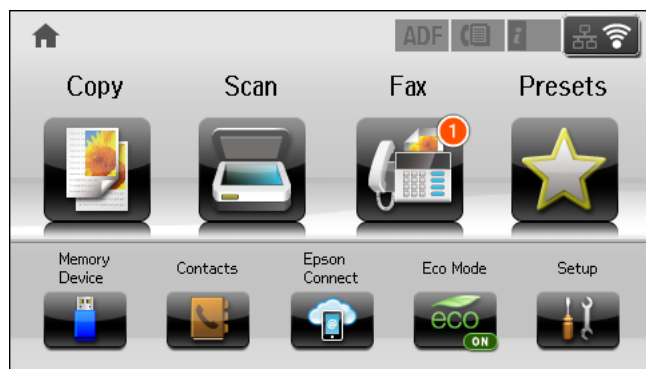 ADF i
Copy Scan Fax Presets
1
Memory
Device
Contacts
Epson
Connect
Eco Mode
Setup
@
eco
ON